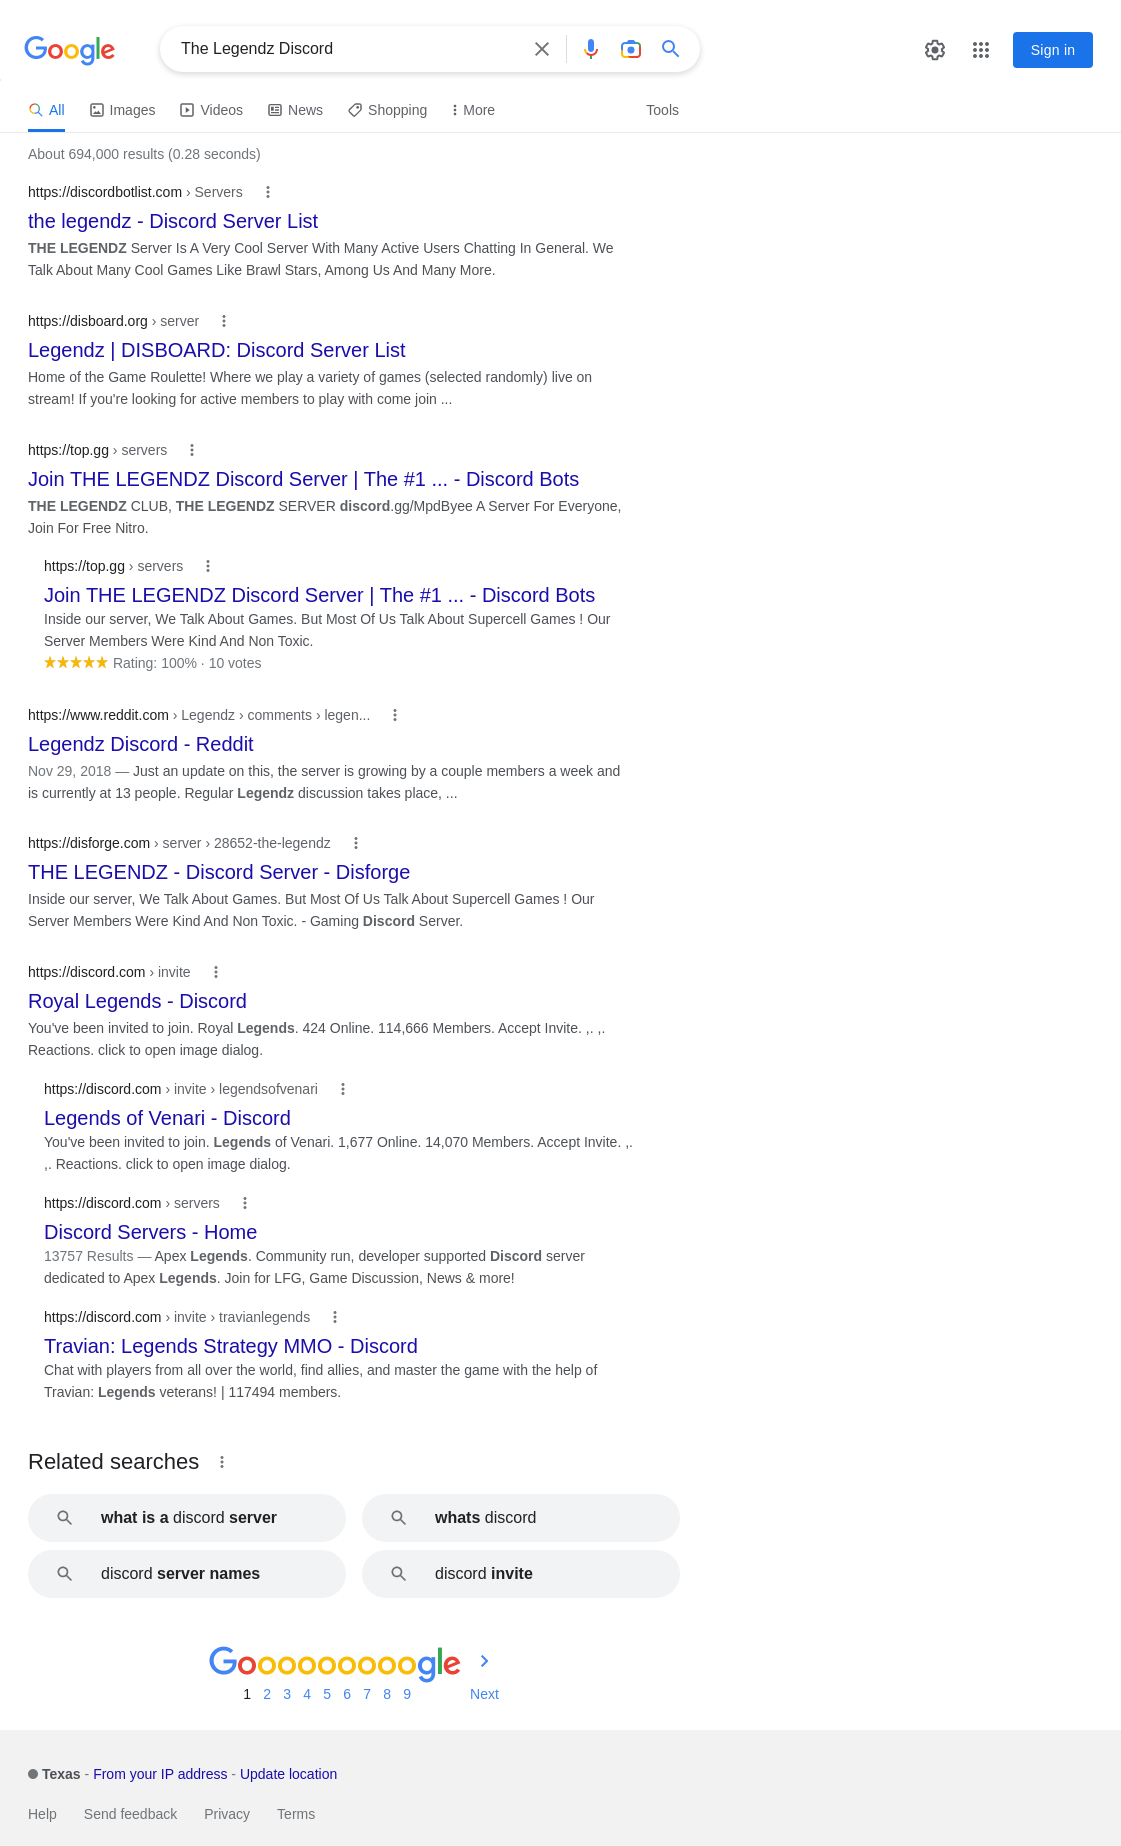 Google
The Legendz Discord
Sign in
All Images Videos News Shopping More Tools
About 694,000 results (0.28 seconds)
https://discordbotlist.com › Servers
the legendz - Discord Server List
THE LEGENDZ Server Is A Very Cool Server With Many Active Users Chatting In General. We
Talk About Many Cool Games Like Brawl Stars, Among Us And Many More.
https://disboard.org › server
Legendz | DISBOARD: Discord Server List
Home of the Game Roulette! Where we play a variety of games (selected randomly) live on
stream! If you're looking for active members to play with come join ...
https://top.gg › servers
Join THE LEGENDZ Discord Server | The #1 ... - Discord Bots
THE LEGENDZ CLUB, THE LEGENDZ SERVER discord.gg/MpdByee A Server For Everyone,
Join For Free Nitro.
https://top.gg › servers
Join THE LEGENDZ Discord Server | The #1 ... - Discord Bots
Inside our server, We Talk About Games. But Most Of Us Talk About Supercell Games ! Our
Server Members Were Kind And Non Toxic.
Rating: 100% · 10 votes
https://www.reddit.com › Legendz › comments › legen...
Legendz Discord - Reddit
Nov 29, 2018 — Just an update on this, the server is growing by a couple members a week and
is currently at 13 people. Regular Legendz discussion takes place, ...
https://disforge.com › server › 28652-the-legendz
THE LEGENDZ - Discord Server - Disforge
Inside our server, We Talk About Games. But Most Of Us Talk About Supercell Games ! Our
Server Members Were Kind And Non Toxic. - Gaming Discord Server.
https://discord.com › invite
Royal Legends - Discord
You've been invited to join. Royal Legends. 424 Online. 114,666 Members. Accept Invite. ,. ,.
Reactions. click to open image dialog.
https://discord.com › invite › legendsofvenari
Legends of Venari - Discord
You've been invited to join. Legends of Venari. 1,677 Online. 14,070 Members. Accept Invite. ,.
,. Reactions. click to open image dialog.
https://discord.com › servers
Discord Servers - Home
13757 Results — Apex Legends. Community run, developer supported Discord server
dedicated to Apex Legends. Join for LFG, Game Discussion, News & more!
https://discord.com › invite › travianlegends
Travian: Legends Strategy MMO - Discord
Chat with players from all over the world, find allies, and master the game with the help of
Travian: Legends veterans! | 117494 members.
Related searches
what is a discord server whats discord
discord server names discord invite
Gooooooooogle
1 2 3 4 5 6 7 8 9 Next
Texas - From your IP address - Update location
Help Send feedback Privacy Terms